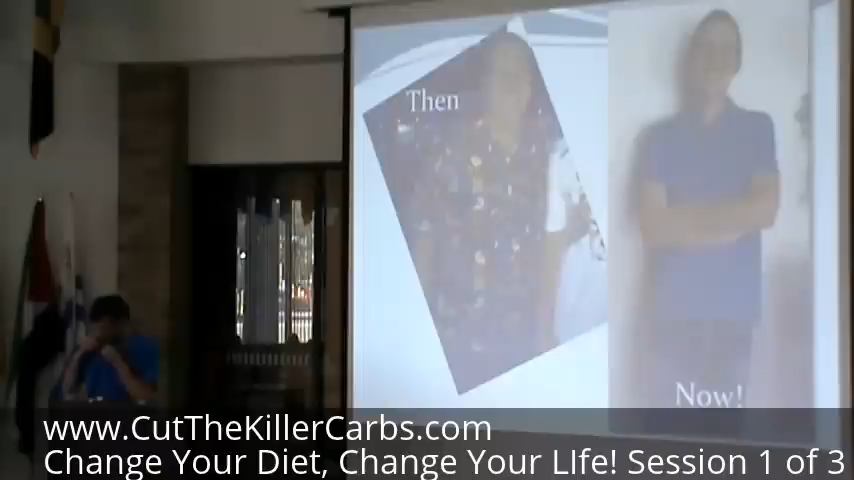 Then
Now!
www.CutTheKillerCarbs.com
Change Your Diet, Change Your LIfe! Session 1 of 3